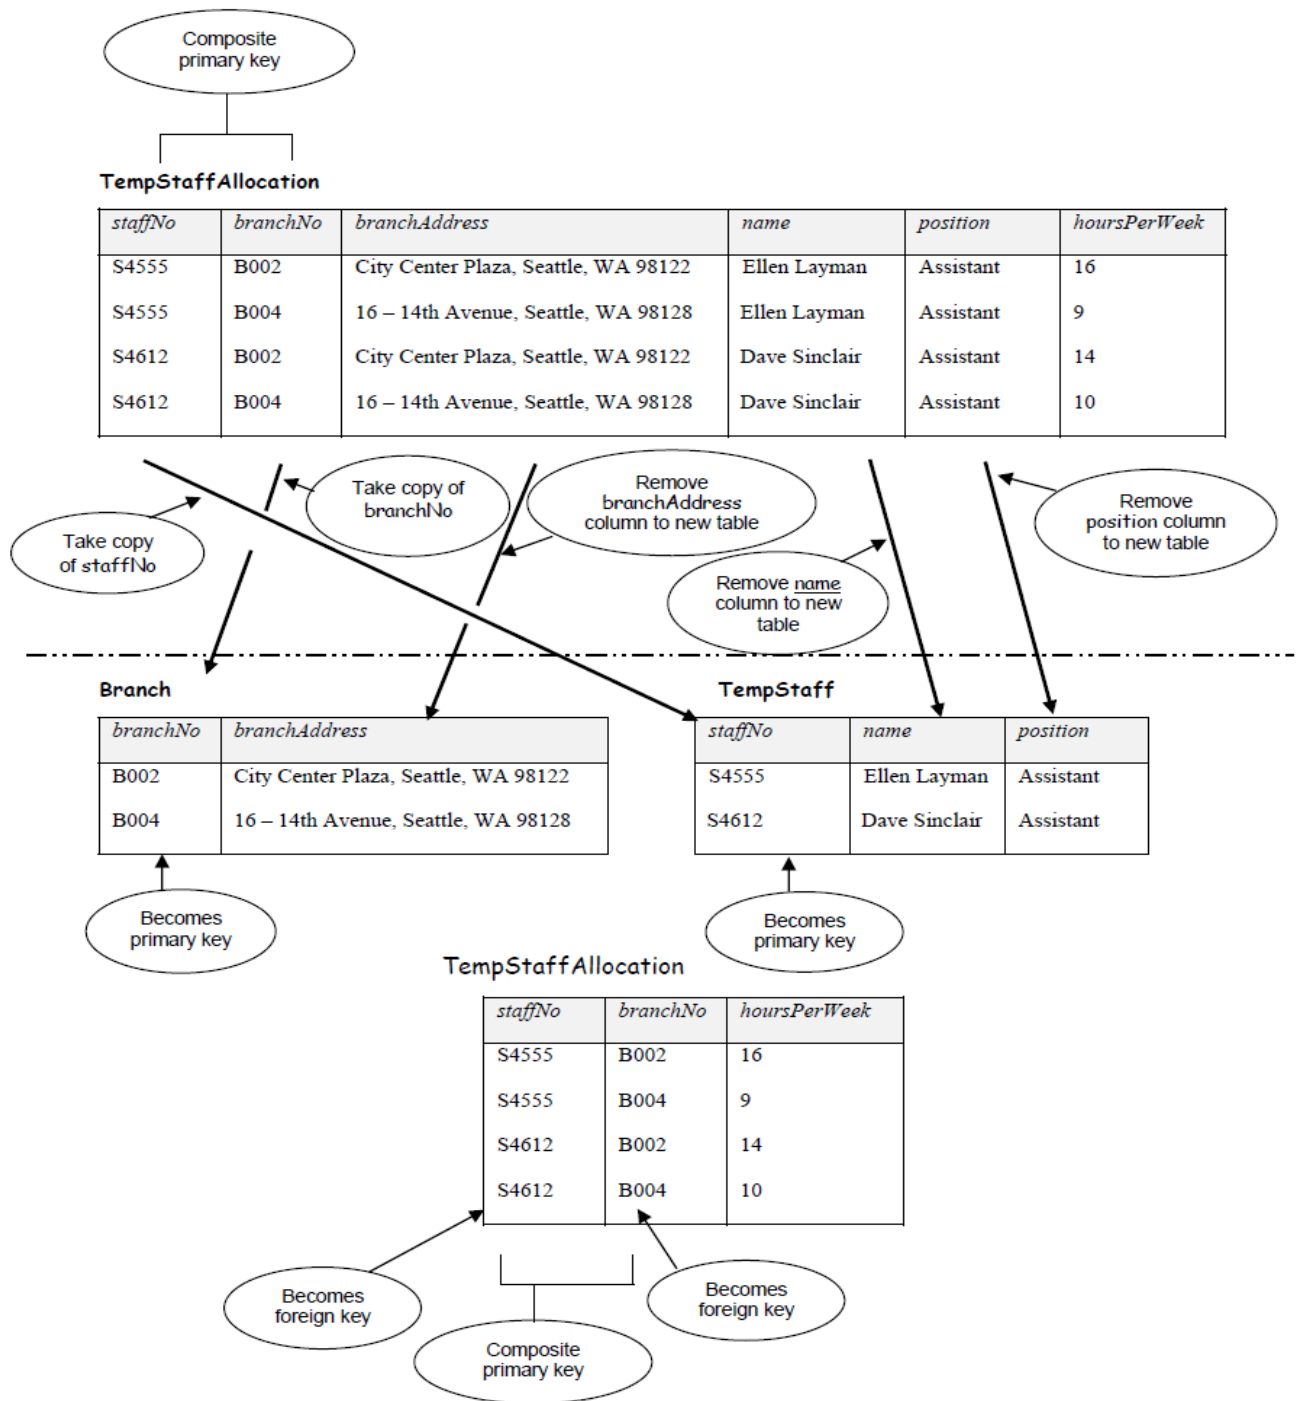 Composite
primary key
TempStaffAllocation
staffNo branchNo branchAddress name position hoursPerWeek
S4555 B002 City Center Plaza, Seattle, WA 98122 Ellen Layman Assistant 16
S4555 B004 16 – 14th Avenue, Seattle, WA 98128 Ellen Layman Assistant 9
S4612 B002 City Center Plaza, Seattle, WA 98122 Dave Sinclair Assistant 14
S4612 B004 16 – 14th Avenue, Seattle, WA 98128 Dave Sinclair Assistant 10
Take copy
of staffNo
Take copy of
branchNo
Remove
branchAddress
column to new table
Remove name
column to new
table
Remove
position column
to new table
Branch
branchNo branchAddress
B002 City Center Plaza, Seattle, WA 98122
B004 16 – 14th Avenue, Seattle, WA 98128
Becomes
primary key
TempStaff
staffNo name position
S4555 Ellen Layman Assistant
S4612 Dave Sinclair Assistant
Becomes
primary key
TempStaffAllocation
staffNo branchNo hoursPerWeek
S4555 B002 16
S4555 B004 9
S4612 B002 14
S4612 B004 10
Becomes
foreign key
Composite
primary key
Becomes
foreign key